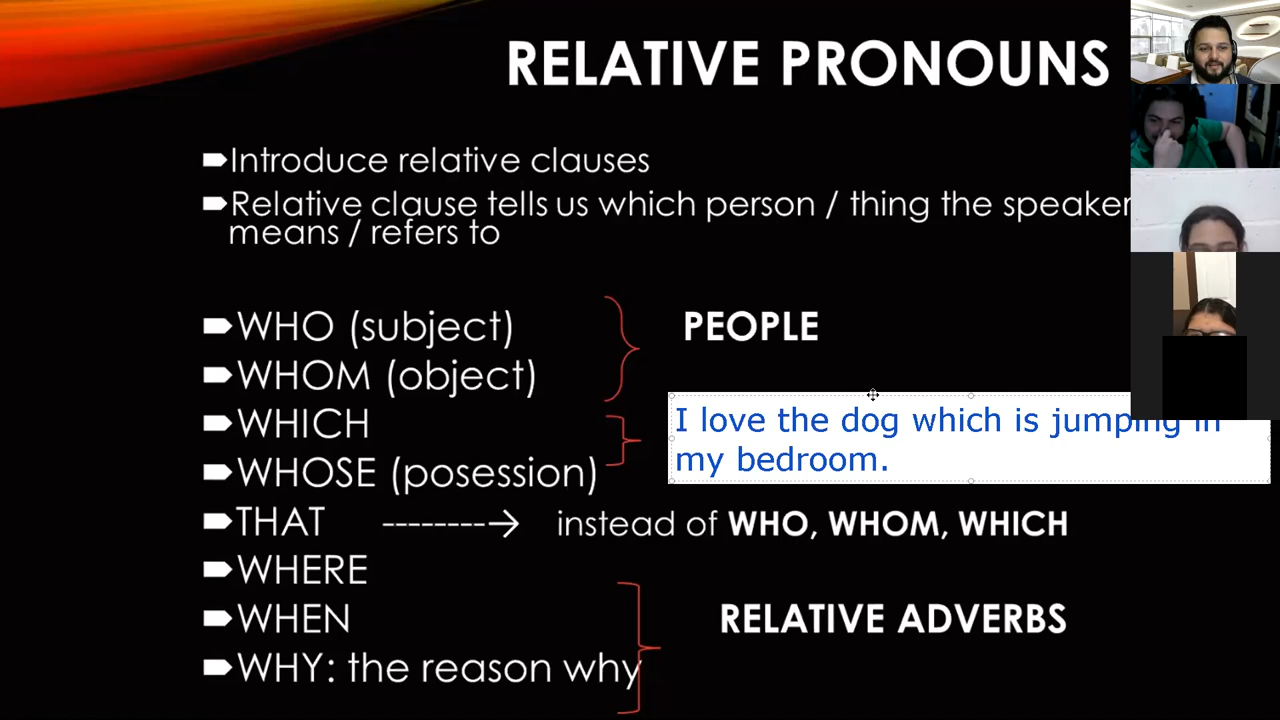 RELATIVE PRONOUNS
Introduce relative clauses
Relative clause tells us which person / thing the speaker
means / refers to
WHO (subject)
PEOPLE
WHOM (object)
WHICH
I love the dog which is jumping in
my bedroom.
WHOSE (posession)
THAT --------→ instead of WHO, WHOM, WHICH
WHERE
WHEN
RELATIVE ADVERBS
WHY: the reason why